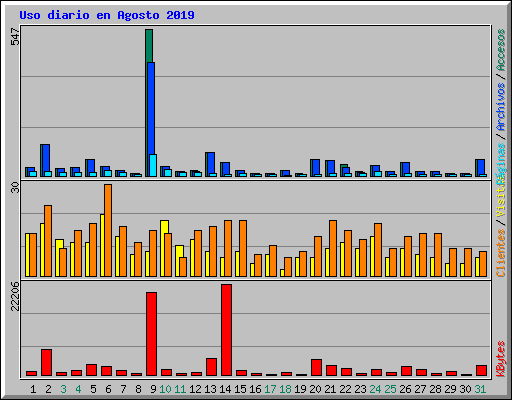 Uso diario en Agosto 2019
547
30
22206
Accesos
Archivos /
Páginas /
Visitas
Clientes /
KBytes
1 2 3 4 5 6 7 8 9 10 11 12 13 14 15 16 17 18 19 20 21 22 23 24 25 26 27 28 29 30 31